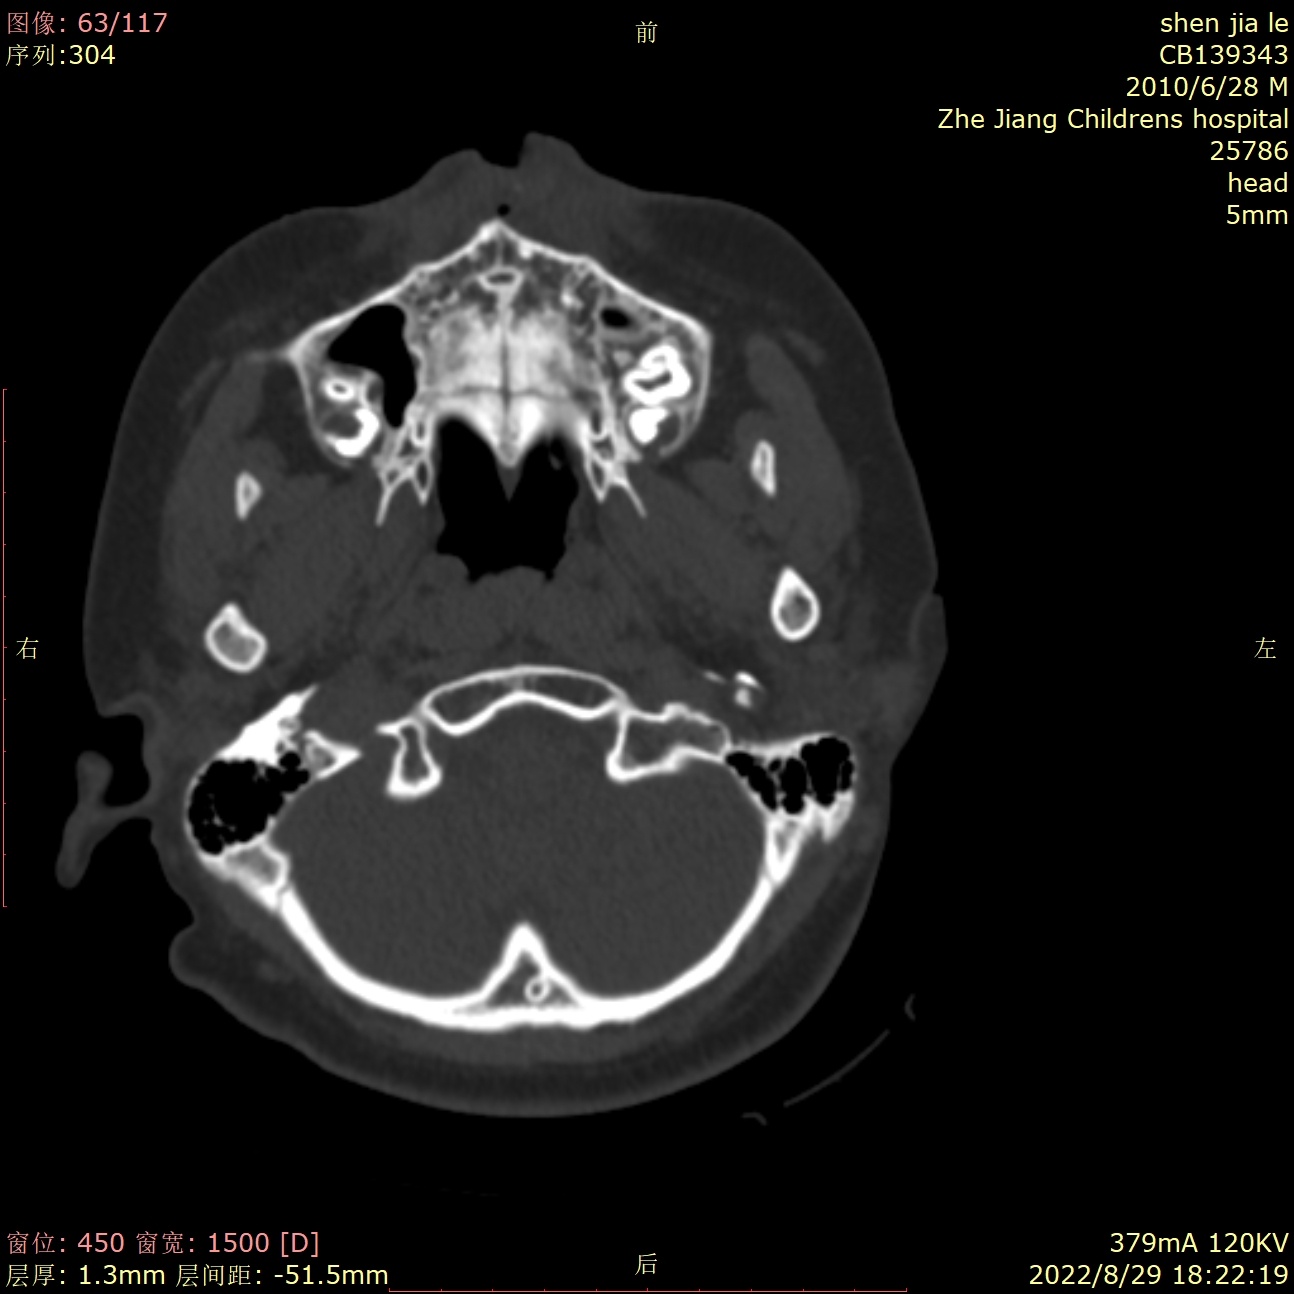 图像: 63/117
序列:304
前
shen jia le
CB139343
2010/6/28 M
Zhe Jiang Childrens hospital
25786
head
5mm
右
左
窗位: 450 窗宽: 1500 [D]
层厚: 1.3mm 层间距: -51.5mm
后
379mA 120KV
2022/8/29 18:22:19